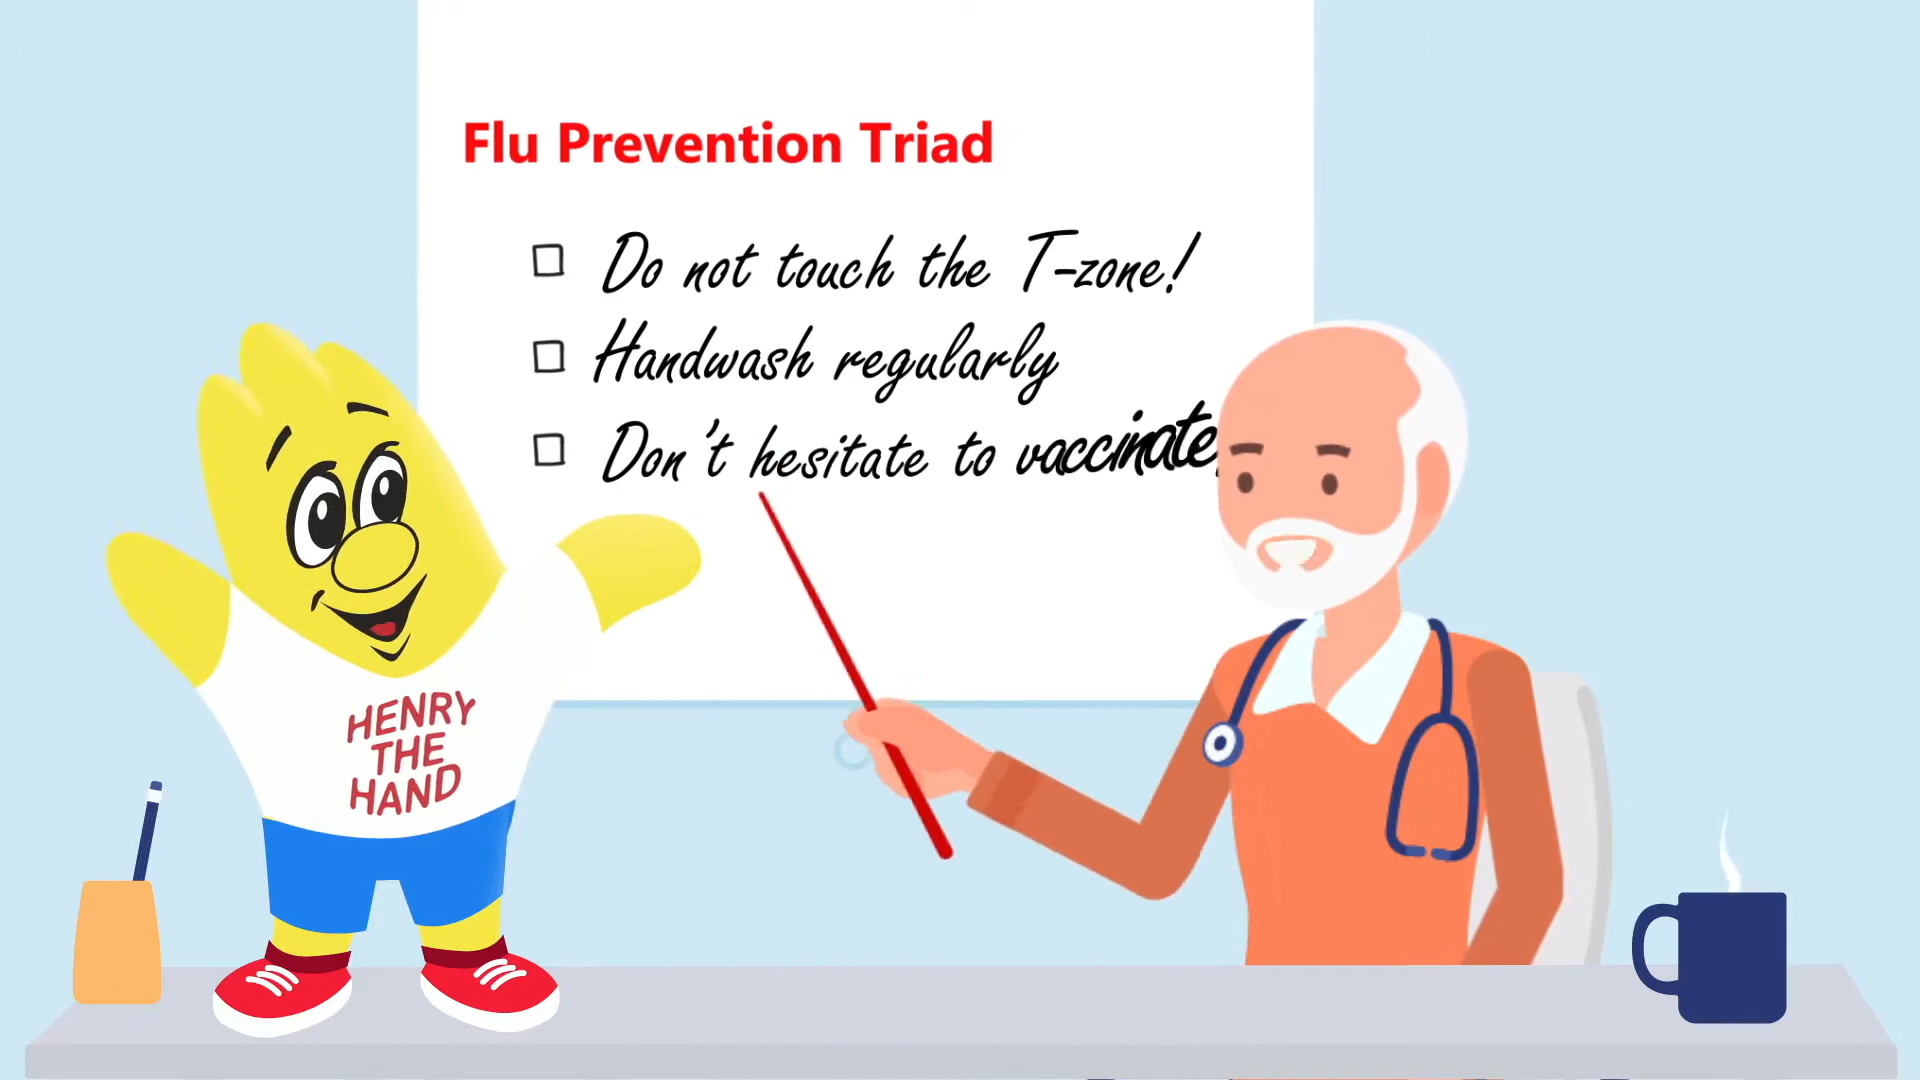 Flu Prevention Triad
Do not touch the T-zone!
Handwash regularly
Don't hesitate to vaccinate
HENRY
THE
HAND